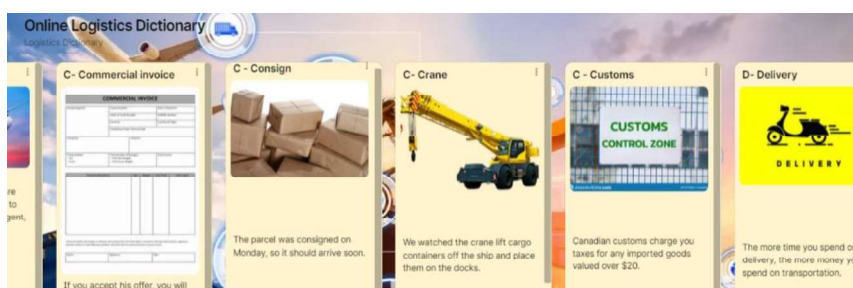 Online Logistics Dictionary
Logistics Dictionary
re
to
gent,
C- Commercial invoice
COMMERCIAL INVOICE
If you accept his offer, you will
C - Consign
The parcel was consigned on
Monday, so it should arrive soon.
C- Crane
We watched the crane lift cargo
containers off the ship and place
them on the docks.
C - Customs
CUSTOMS
CONTROL ZONE
Canadian customs charge you
taxes for any imported goods
valued over $20.
D- Delivery
DELIVERY
The more time you spend o
delivery, the more money yo
spend on transportation.